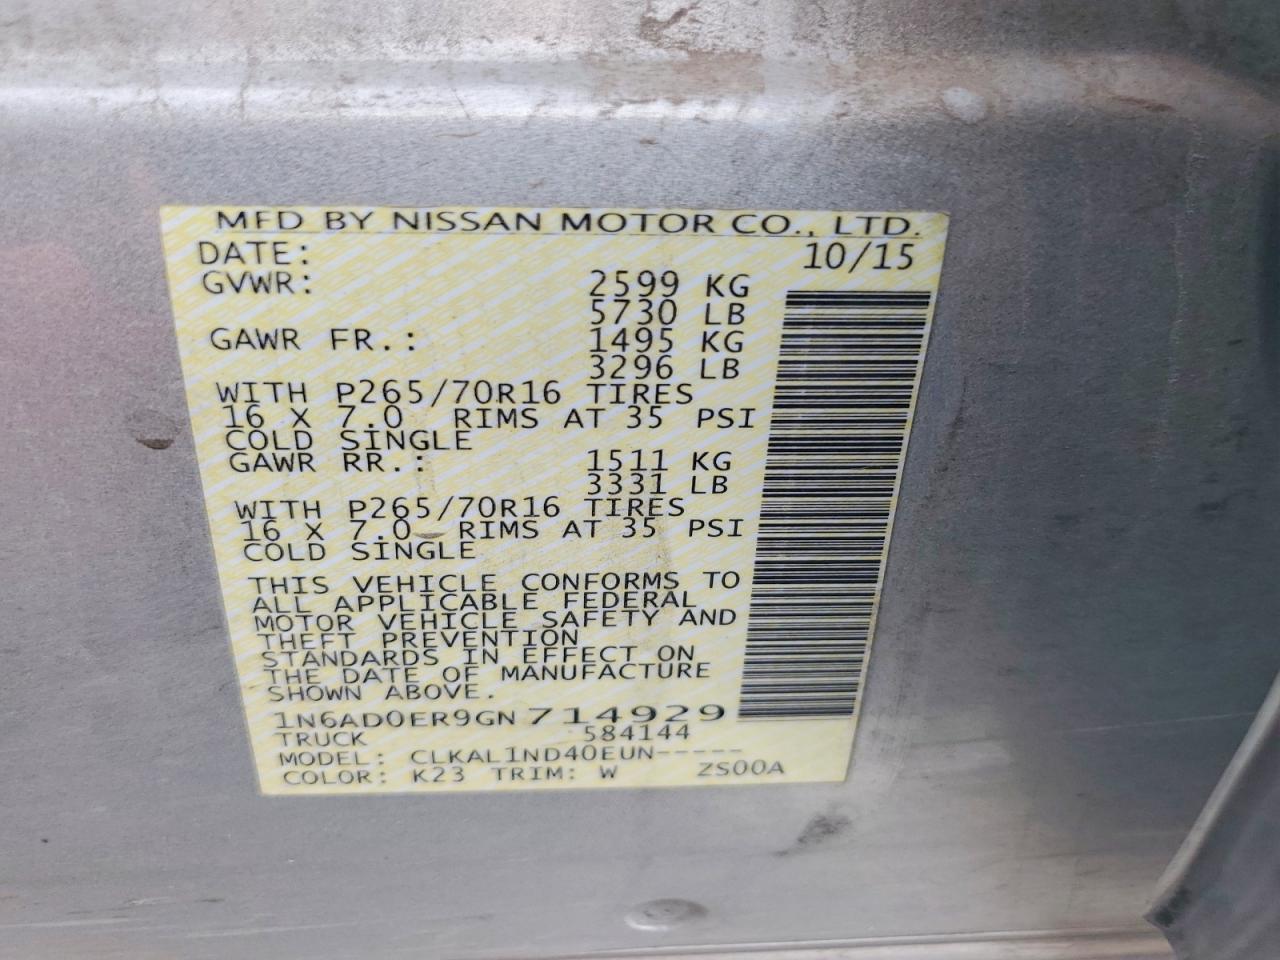 MFD BY NISSAN MOTOR CO., LTD.
DATE: 10/15
GVWR: 2599 KG
5730 LB
GAWR FR.: 1495 KG
3296 LB
WITH P265/70R16 TIRES
16 X 7.0 RIMS AT 35 PSI
COLD SINGLE
GAWR RR.: 1511 KG
3331 LB
WITH P265/70R16 TIRES
16 X 7.0 RIMS AT 35 PSI
COLD SINGLE
THIS VEHICLE CONFORMS TO
ALL APPLICABLE FEDERAL
MOTOR VEHICLE SAFETY AND
THEFT PREVENTION
STANDARDS IN EFFECT ON
THE DATE OF MANUFACTURE
SHOWN ABOVE.
1N6AD0ER9GN714929
TRUCK 584144
MODEL: CLKAL1ND40EUN-----
COLOR: K23 TRIM: W ZS00A